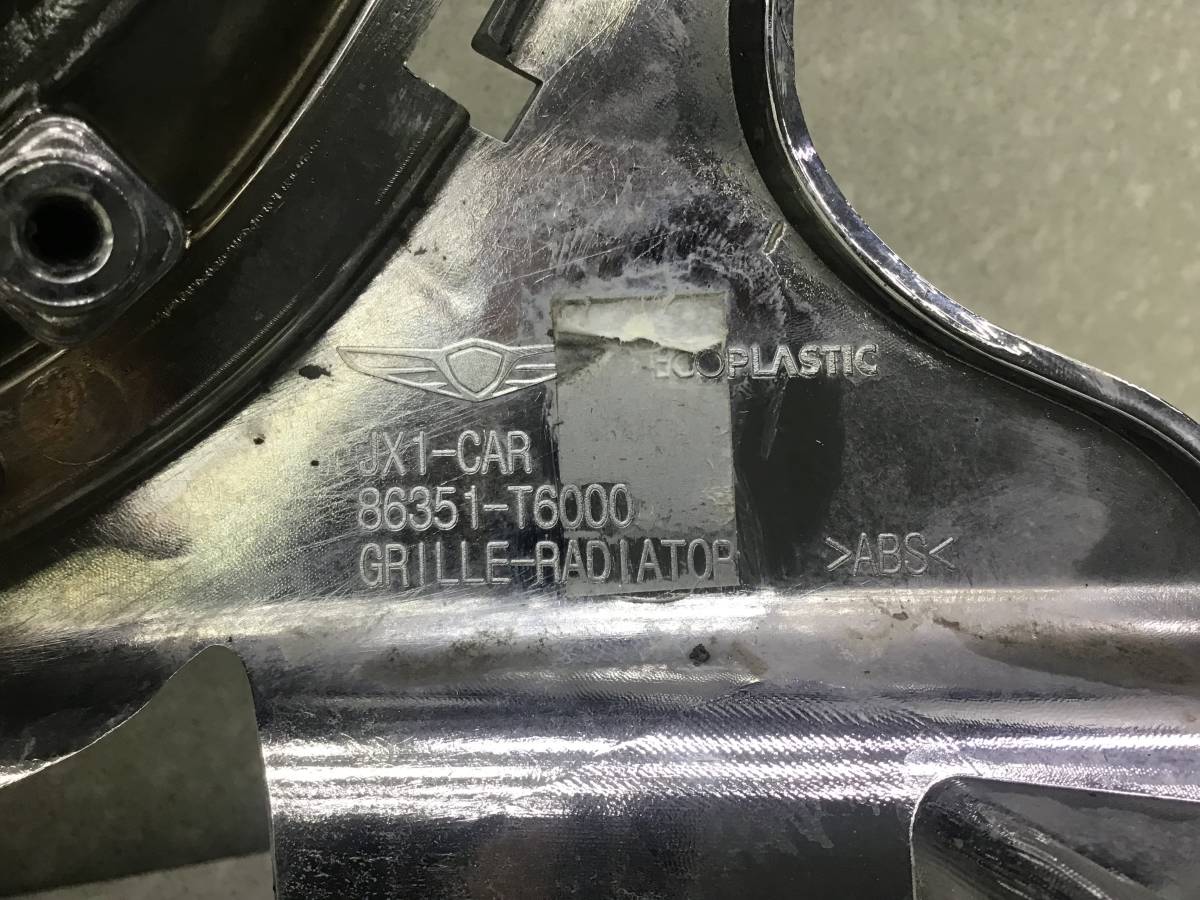 ECOPLASTIC
JX1-CAR
86351-T6000
GRILLE-RADIATOR
>ABS<